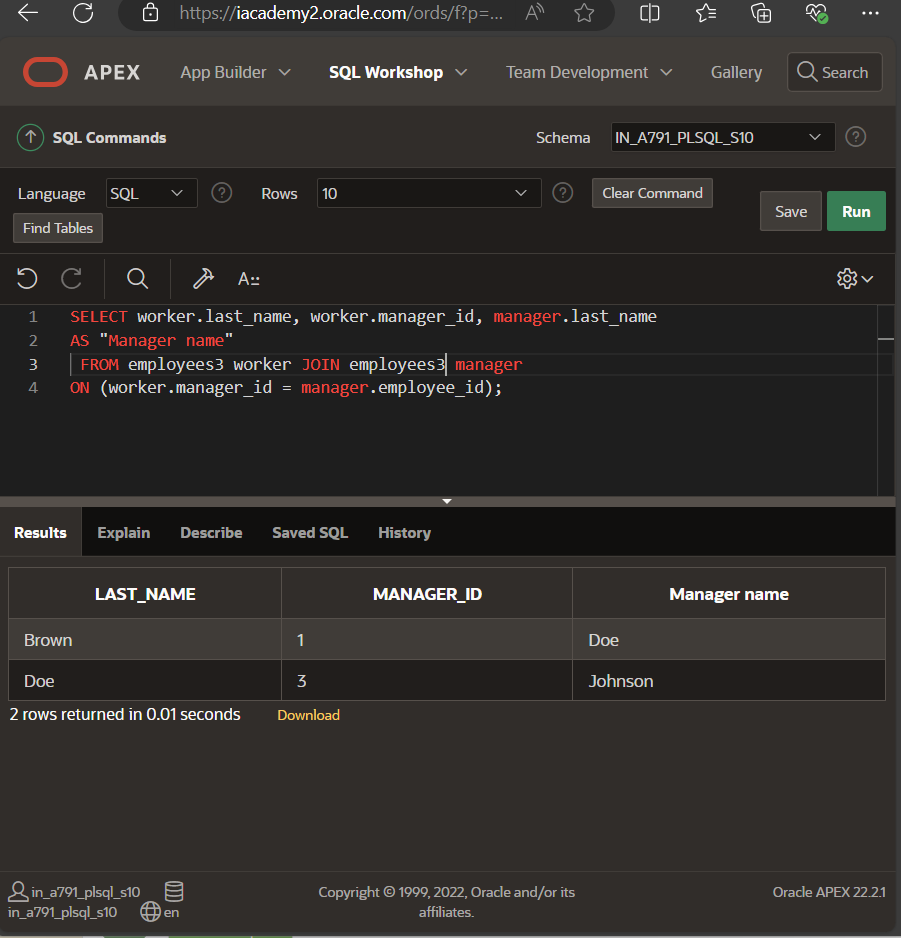 https://iacademy2.oracle.com/ords/f?p=...
APEX App Builder SQL Workshop Team Development Gallery Search
SQL Commands Schema IN_A791_PLSQL_S10
Language SQL Rows 10 Clear Command
Find Tables Save Run
1 SELECT worker.last_name, worker.manager_id, manager.last_name
2 AS "Manager name"
3 FROM employees3 worker JOIN employees3 manager
4 ON (worker.manager_id = manager.employee_id);
Results Explain Describe Saved SQL History
LAST_NAME MANAGER_ID Manager name
Brown 1 Doe
Doe 3 Johnson
2 rows returned in 0.01 seconds Download
in_a791_plsql_s10 Copyright © 1999, 2022, Oracle and/or its Oracle APEX 22.2.1
in_a791_plsql_s10 en affiliates.